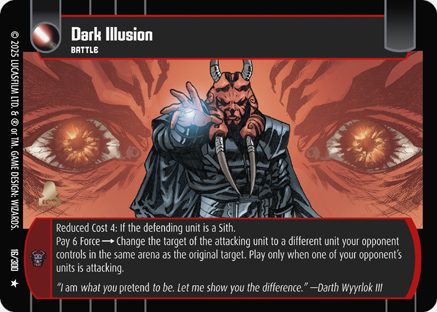 Dark Illusion
BATTLE
Reduced Cost 4: If the defending unit is a Sith.
Pay 6 Force → Change the target of the attacking unit to a different unit your opponent
controls in the same arena as the original target. Play only when one of your opponent's
units is attacking.
"I am what you pretend to be. Let me show you the difference." —Darth Wyyrlok III
© 2025 LUCASFILM LTD. & ® or TM. GAME DESIGN: WIZARDS.
16/300 ★